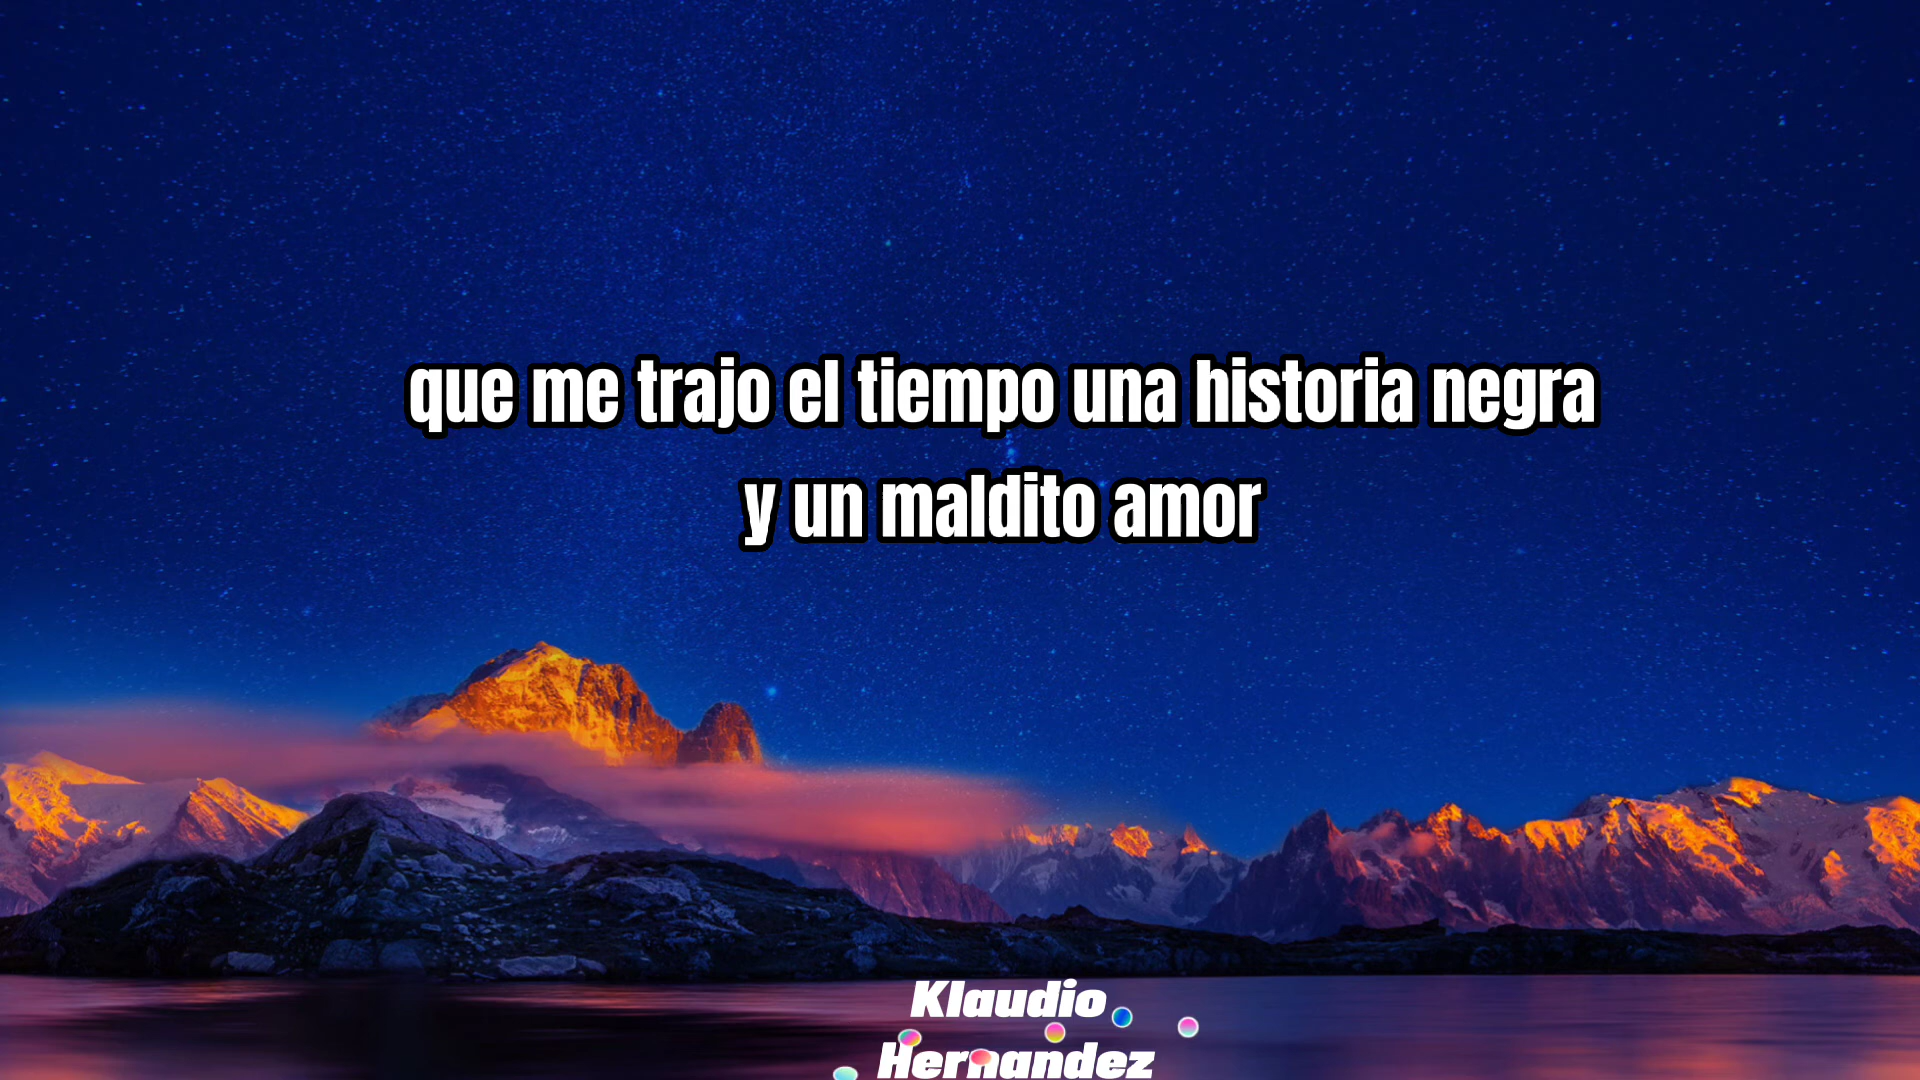 que me trajo el tiempo una historia negra
y un maldito amor
Klaudio
Hernandez